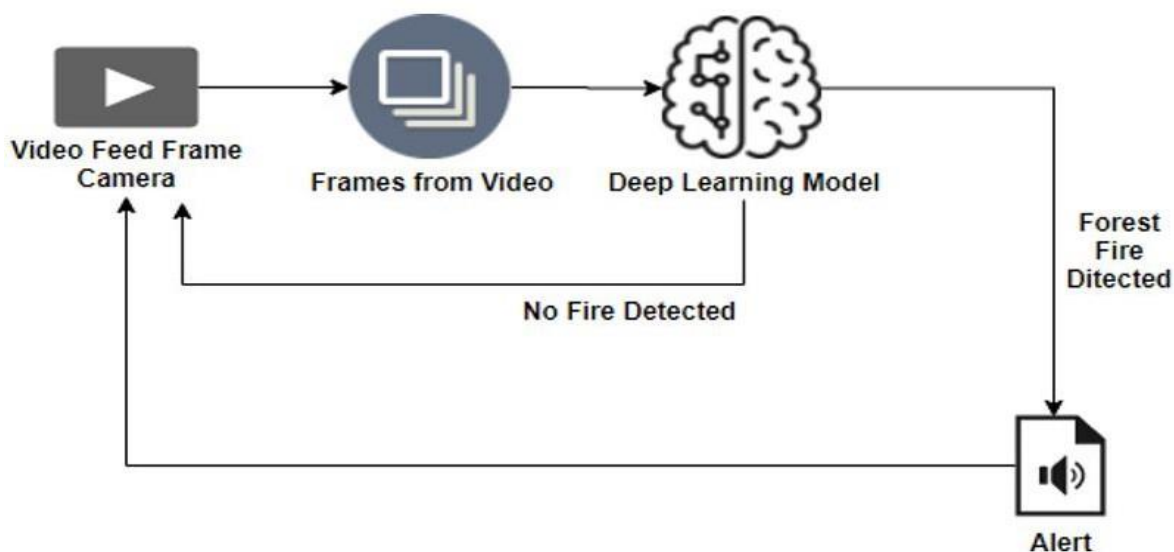 Video Feed Frame
Camera
Frames from Video
Deep Learning Model
Forest
Fire
Ditected
No Fire Detected
Alert